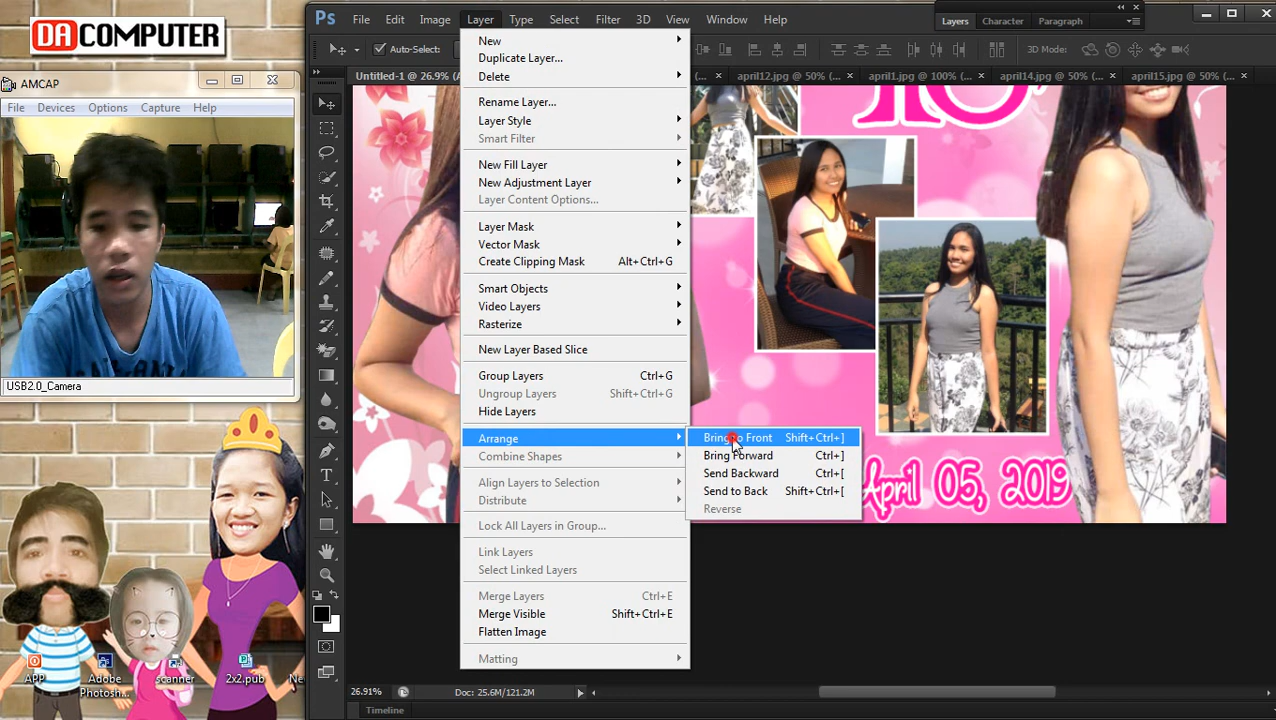 DA COMPUTER
AMCAP
File Devices Options Capture Help
USB2.0_Camera
APP
Adobe Photosh...
scanner
2x2.pub
Ne
Ps File Edit Image Layer Type Select Filter 3D View Window Help
Layers Character Paragraph
Auto-Select:
3D Mode:
Untitled-1 @ 26.9% (A
(...
april12.jpg @ 50% (...
april1.jpg @ 100% (...
april14.jpg @ 50% (...
april15.jpg @ 50% (...
New
Duplicate Layer...
Delete
Rename Layer...
Layer Style
Smart Filter
New Fill Layer
New Adjustment Layer
Layer Content Options...
Layer Mask
Vector Mask
Create Clipping Mask Alt+Ctrl+G
Smart Objects
Video Layers
Rasterize
New Layer Based Slice
Group Layers Ctrl+G
Ungroup Layers Shift+Ctrl+G
Hide Layers
Arrange
Combine Shapes
Align Layers to Selection
Distribute
Lock All Layers in Group...
Link Layers
Select Linked Layers
Merge Layers Ctrl+E
Merge Visible Shift+Ctrl+E
Flatten Image
Matting
Bring to Front Shift+Ctrl+]
Bring Forward Ctrl+]
Send Backward Ctrl+[
Send to Back Shift+Ctrl+[
Reverse
April 05, 2019
26.91% Doc: 25.6M/121.2M
Timeline